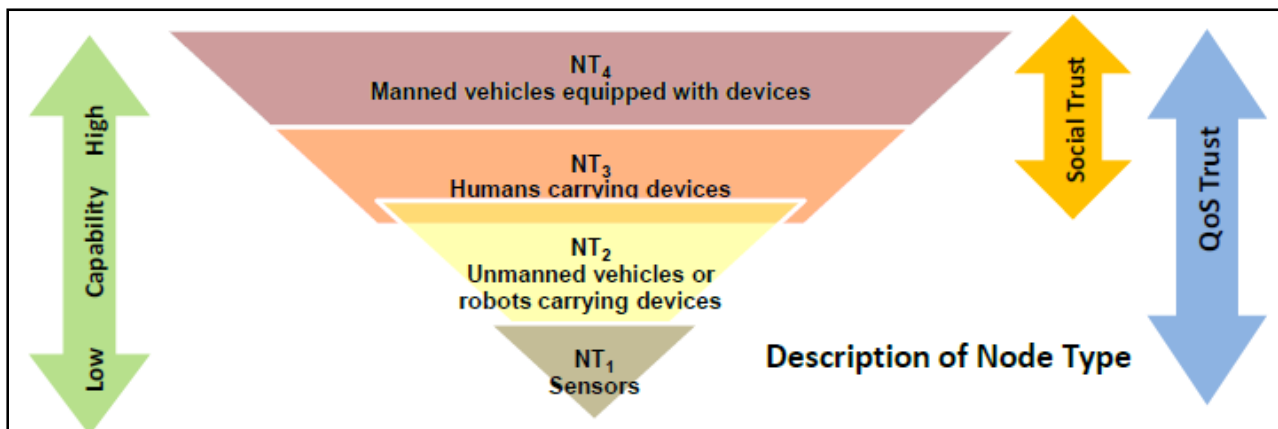 NT4
Manned vehicles equipped with devices
NT3
Humans carrying devices
NT2
Unmanned vehicles or
robots carrying devices
NT1
Sensors
Low Capability High
Social Trust
QoS Trust
Description of Node Type